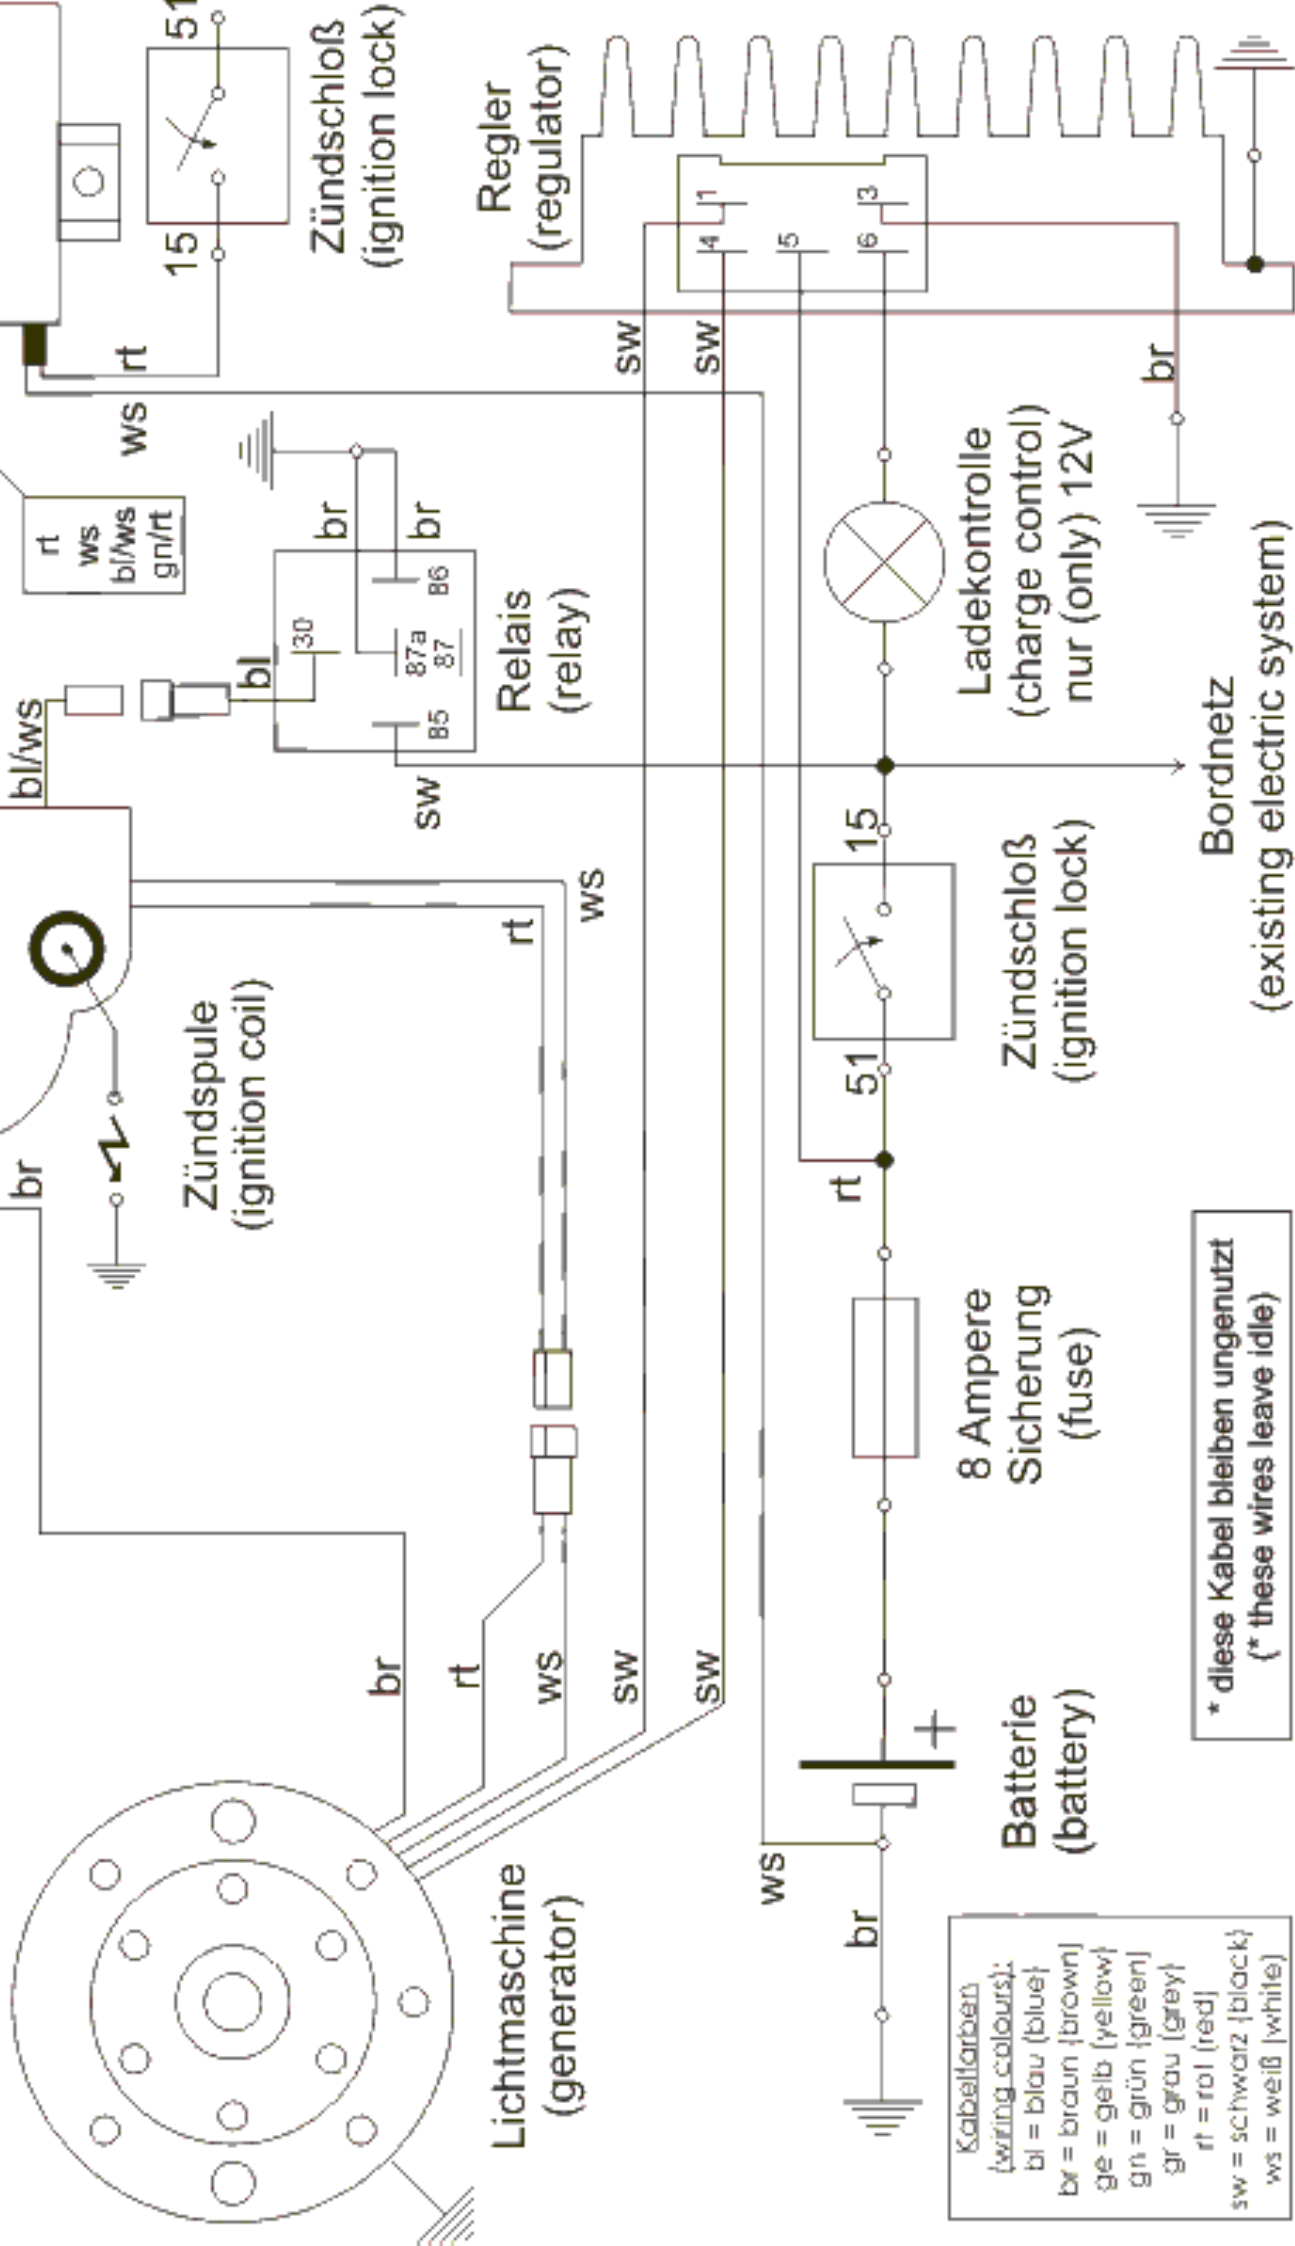 br
Zündspule
(ignition coil)
bl/ws
bl
30
87a
87
85
86
sw
br
br
Relais
(relay)
rt
ws
bl/ws
gn/rt
rt
ws
15
51
Zündschloß
(ignition lock)
Lichtmaschine
(generator)
br
rt
ws
sw
sw
rt
ws
sw
sw
Regler
(regulator)
1
4
5
3
6
br
ws
br
Batterie
(battery)
+
8 Ampere
Sicherung
(fuse)
rt
51
15
Zündschloß
(ignition lock)
Ladekontrolle
(charge control)
nur (only) 12V
Bordnetz
(existing electric system)
Kabelfarben
(wiring colours):
bl = blau (blue)
br = braun (brown)
ge = gelb (yellow)
gn = grün (green)
gr = grau (grey)
rt = rot (red)
sw = schwarz (black)
ws = weiß (white)
* diese Kabel bleiben ungenutzt
(* these wires leave idle)